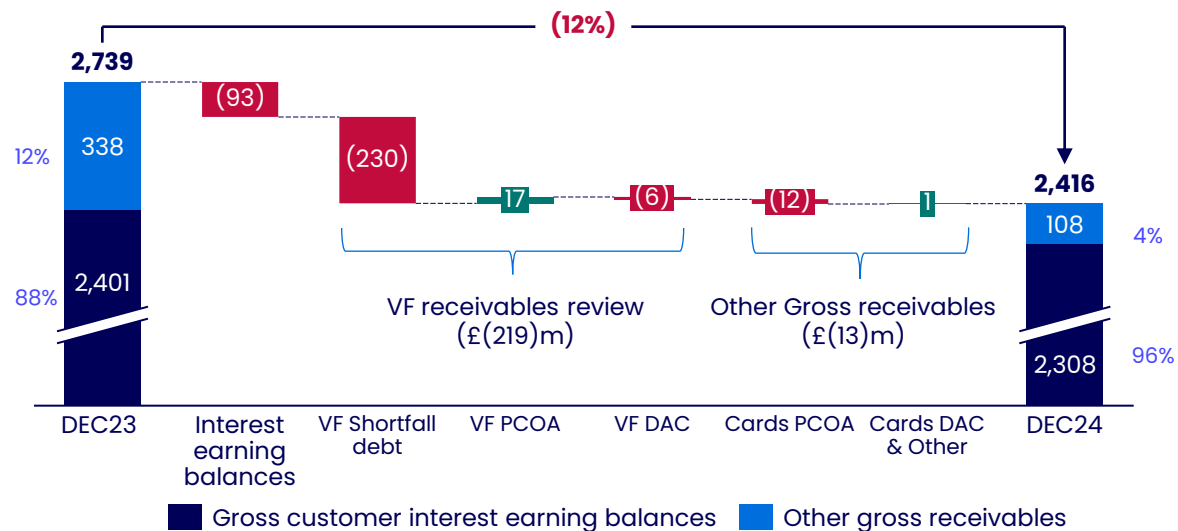 (12%)
2,739
(93)
338
12%
(230)
17
(6)
(12)
1
2,416
108
4%
2,401
88%
VF receivables review
(£(219)m)
Other Gross receivables
(£(13)m)
2,308
96%
DEC23
Interest
earning
balances
VF Shortfall
debt
VF PCOA
VF DAC
Cards PCOA
Cards DAC
& Other
DEC24
Gross customer interest earning balances
Other gross receivables